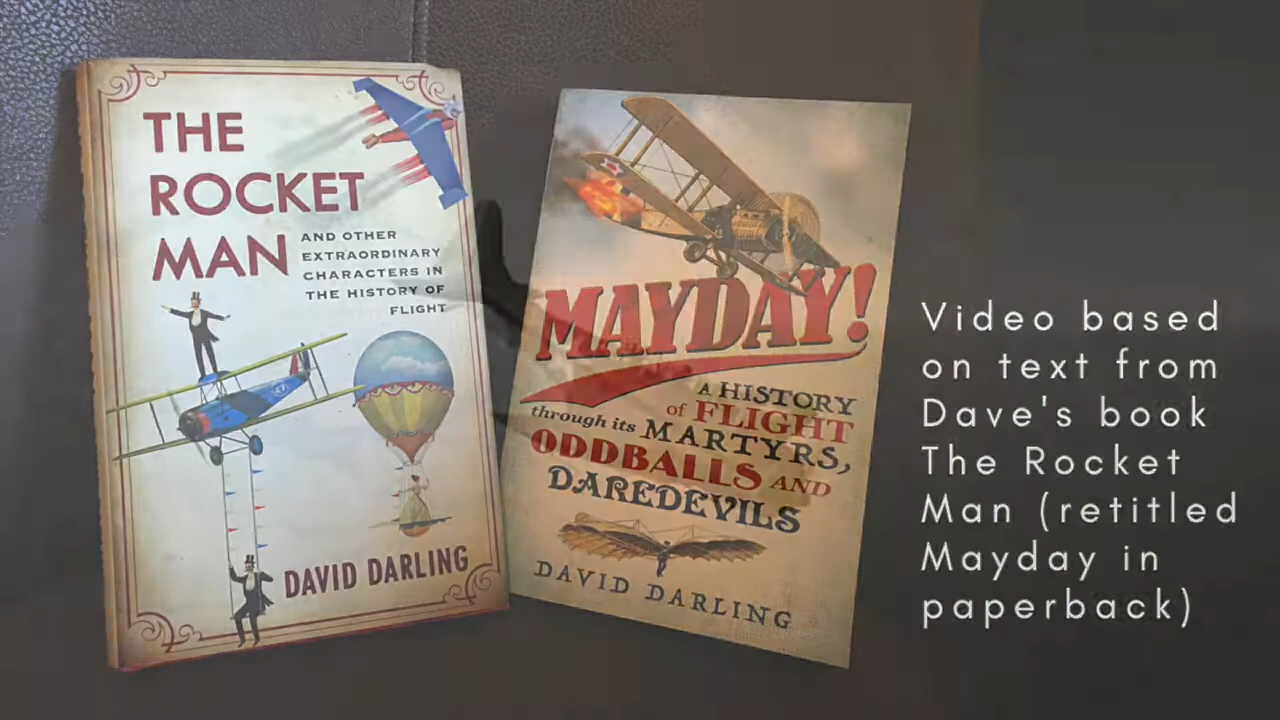 THE
ROCKET
MAN
AND OTHER
EXTRAORDINARY
CHARACTERS IN
THE HISTORY OF
FLIGHT
DAVID DARLING
MAYDAY!
A HISTORY
of FLIGHT
through its MARTYRS,
ODDBALLS AND
DAREDEVILS
DAVID DARLING
Video based
on text from
Dave's book
The Rocket
Man (retitled
Mayday in
paperback)